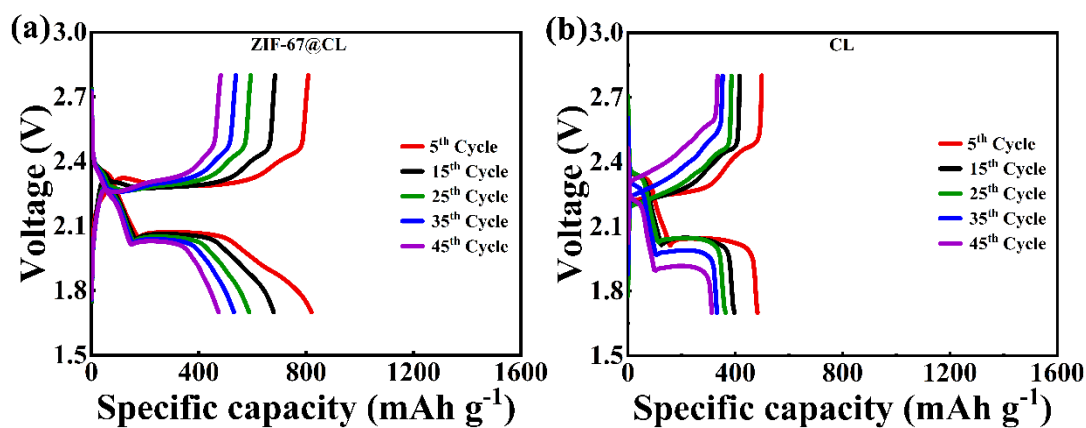 (a)
ZIF-67@CL
3.0
2.7
2.4
2.1
1.8
1.5
Voltage (V)
5th Cycle
15th Cycle
25th Cycle
35th Cycle
45th Cycle
0
400
800
1200
1600
Specific capacity (mAh g-1)
(b)
CL
3.0
2.7
2.4
2.1
1.8
1.5
Voltage (V)
5th Cycle
15th Cycle
25th Cycle
35th Cycle
45th Cycle
0
400
800
1200
1600
Specific capacity (mAh g-1)